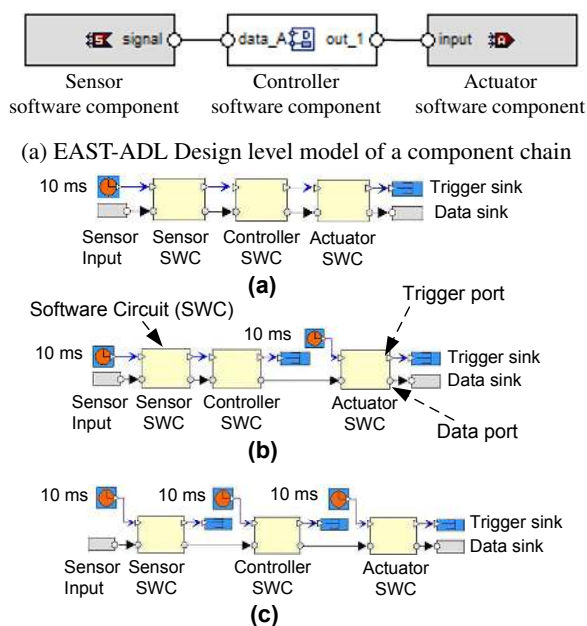 signal
data_A
D
out_1
input
A
S
Sensor
software component
Controller
software component
Actuator
software component
(a) EAST-ADL Design level model of a component chain
10 ms
Trigger sink
Data sink
Sensor
Input
Sensor
SWC
Controller
SWC
Actuator
SWC
(a)
Software Circuit (SWC)
Trigger port
10 ms
10 ms
Trigger sink
Data sink
Sensor
Input
Sensor
SWC
Controller
SWC
Actuator
SWC
Data port
(b)
10 ms
10 ms
10 ms
Trigger sink
Data sink
Sensor
Input
Sensor
SWC
Controller
SWC
Actuator
SWC
(c)